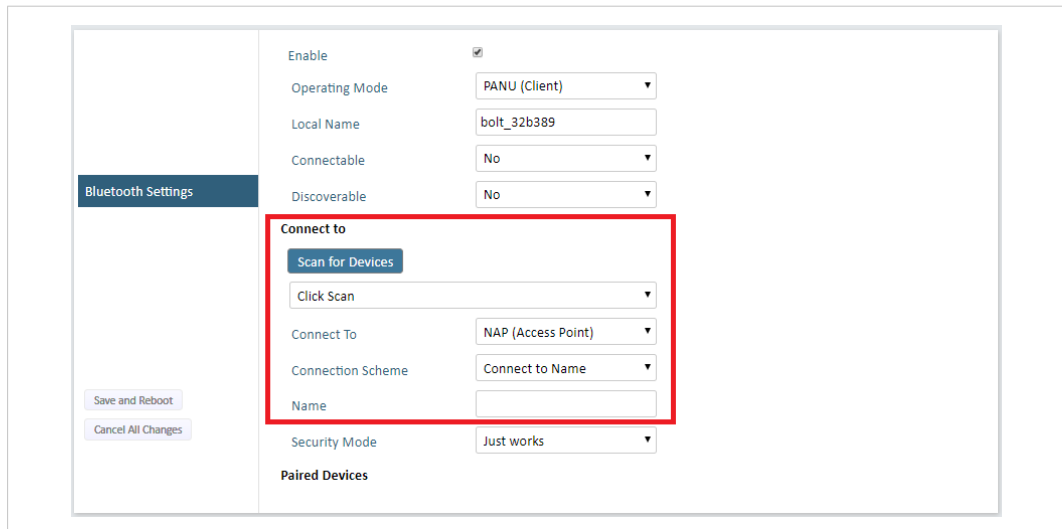 Enable
Operating Mode PANU (Client)
Local Name bolt_32b389
Connectable No
Bluetooth Settings
Discoverable No
Connect to
Scan for Devices
Click Scan
Connect To NAP (Access Point)
Connection Scheme Connect to Name
Save and Reboot
Name
Cancel All Changes
Security Mode Just works
Paired Devices